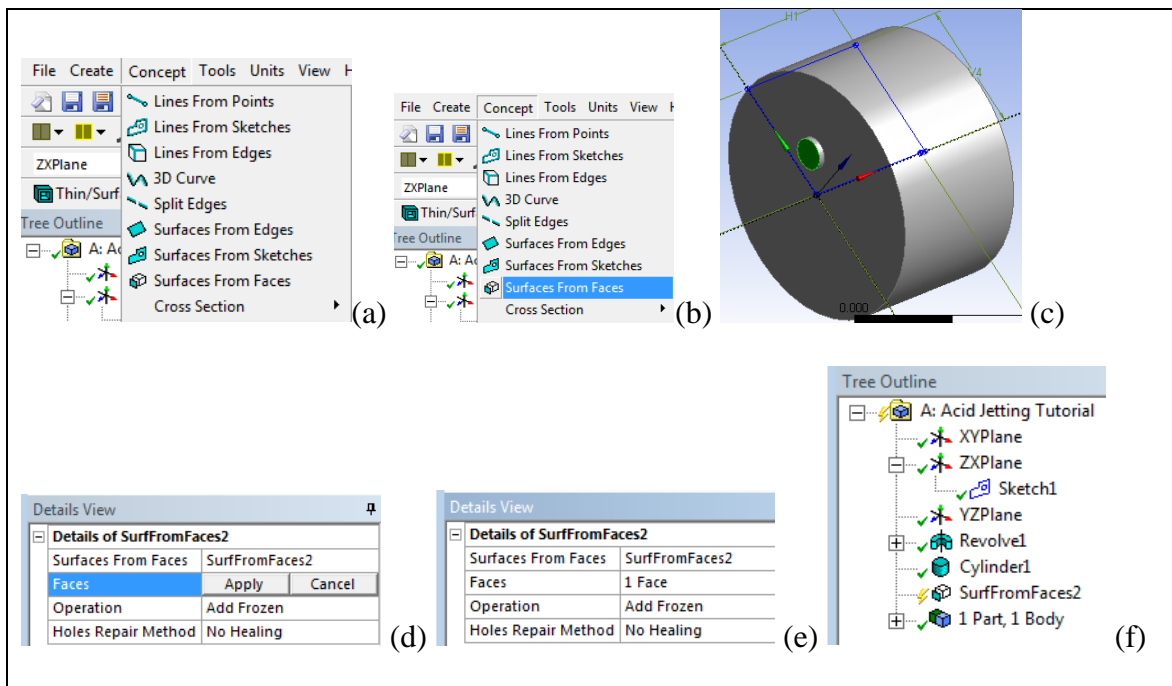 File Create Concept Tools Units View H
Lines From Points
Lines From Sketches
Lines From Edges
ZXPlane
3D Curve
Thin/Surf
Split Edges
Tree Outline
Surfaces From Edges
A: Ac
Surfaces From Sketches
Surfaces From Faces
Cross Section
(a)
File Create Concept Tools Units View H
Lines From Points
Lines From Sketches
Lines From Edges
ZXPlane
3D Curve
Thin/Surf
Split Edges
Tree Outline
Surfaces From Edges
A: Ac
Surfaces From Sketches
Surfaces From Faces
Cross Section
(b)
H1
V4
0.000
(c)
Details View
Details of SurfFromFaces2
Surfaces From Faces SurfFromFaces2
Faces Apply Cancel
Operation Add Frozen
Holes Repair Method No Healing
(d)
Details View
Details of SurfFromFaces2
Surfaces From Faces SurfFromFaces2
Faces 1 Face
Operation Add Frozen
Holes Repair Method No Healing
(e)
Tree Outline
A: Acid Jetting Tutorial
XYPlane
ZXPlane
Sketch1
YZPlane
Revolve1
Cylinder1
SurfFromFaces2
1 Part, 1 Body
(f)